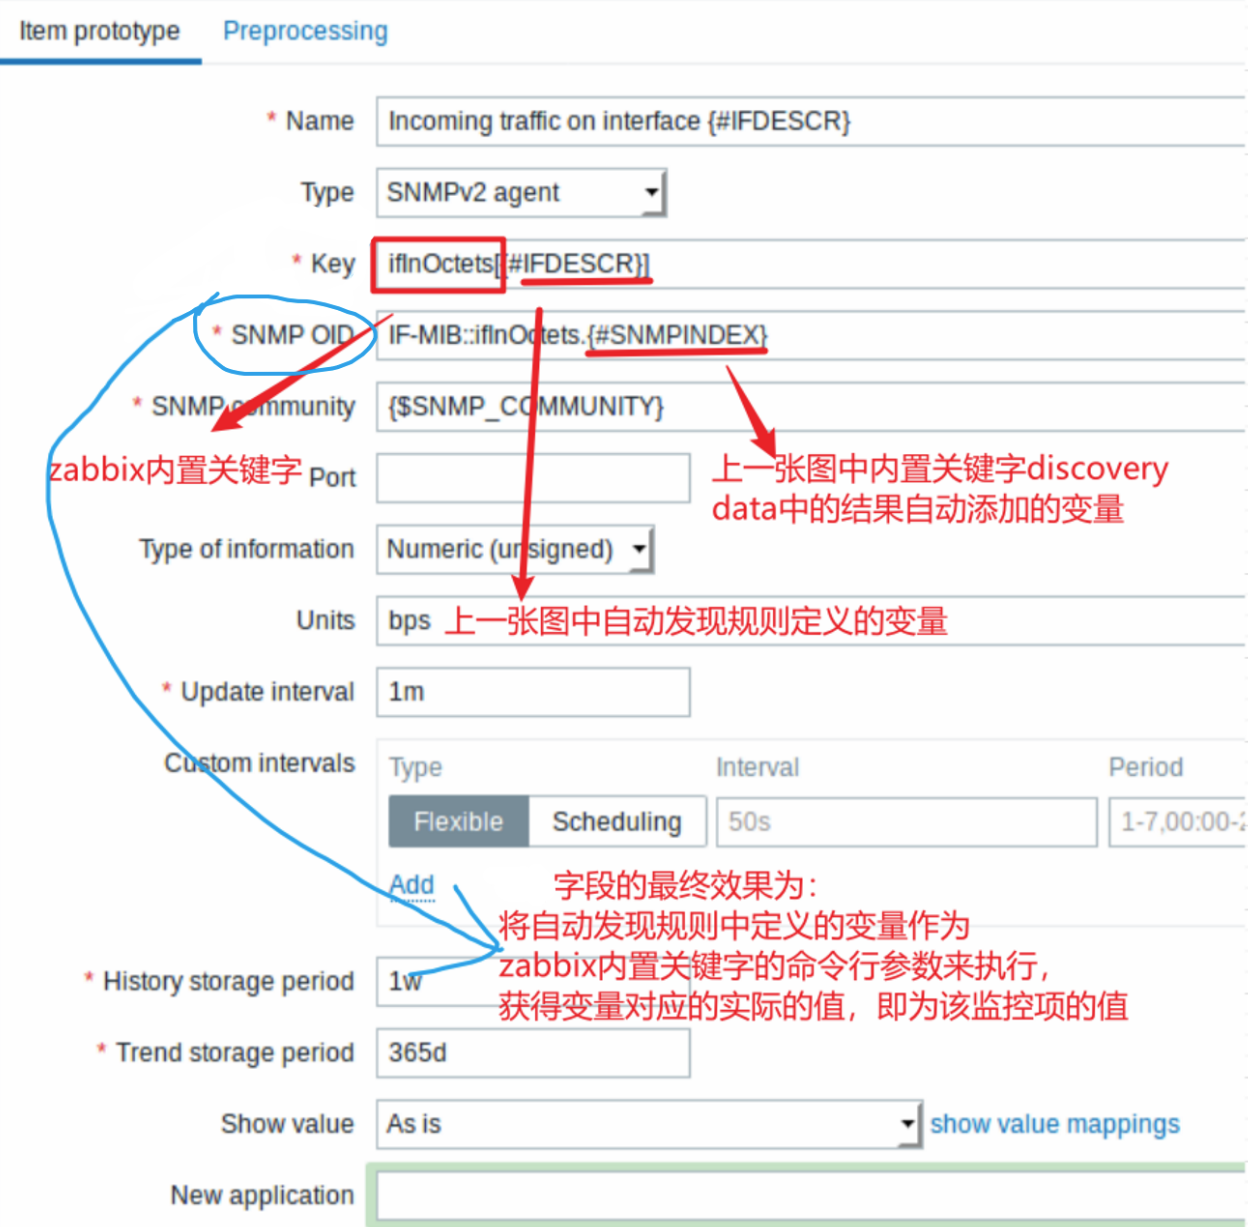 Item prototype Preprocessing
* Name Incoming traffic on interface {#IFDESCR}
Type SNMPv2 agent
* Key ifInOctets[{#IFDESCR}]
* SNMP OID IF-MIB::ifInOctets.{#SNMPINDEX}
* SNMP community {$SNMP_COMMUNITY}
zabbix内置关键字 Port
上一张图中内置关键字discovery
data中的结果自动添加的变量
Type of information Numeric (unsigned)
Units bps 上一张图中自动发现规则定义的变量
* Update interval 1m
Custom intervals Type Interval Period
Flexible Scheduling 50s 1-7,00:00-2
Add
字段的最终效果为：
将自动发现规则中定义的变量作为
zabbix内置关键字的命令行参数来执行，
* History storage period 1w
获得变量对应的实际的值，即为该监控项的值
* Trend storage period 365d
Show value As is show value mappings
New application